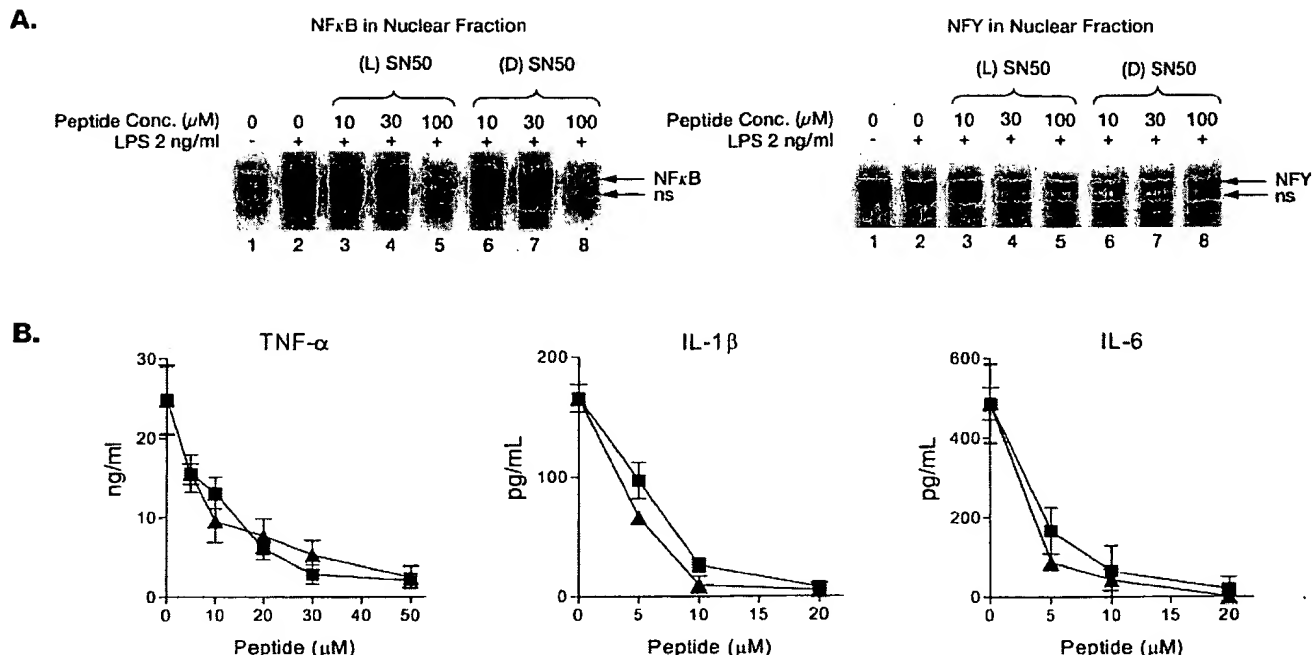 A.
NFκB in Nuclear Fraction
(L) SN50 (D) SN50
Peptide Conc. (μM) 0 0 10 30 100 10 30 100
LPS 2 ng/ml - + + + + + + +
NFκB
ns
1 2 3 4 5 6 7 8
NFY in Nuclear Fraction
(L) SN50 (D) SN50
Peptide Conc. (μM) 0 0 10 30 100 10 30 100
LPS 2 ng/ml - + + + + + + +
NFY
ns
1 2 3 4 5 6 7 8
B.
TNF-α
30
20
10
0
ng/ml
0 10 20 30 40 50
Peptide (μM)
IL-1β
200
100
0
pg/mL
0 5 10 15 20
Peptide (μM)
IL-6
600
400
200
0
pg/mL
0 5 10 15 20
Peptide (μM)